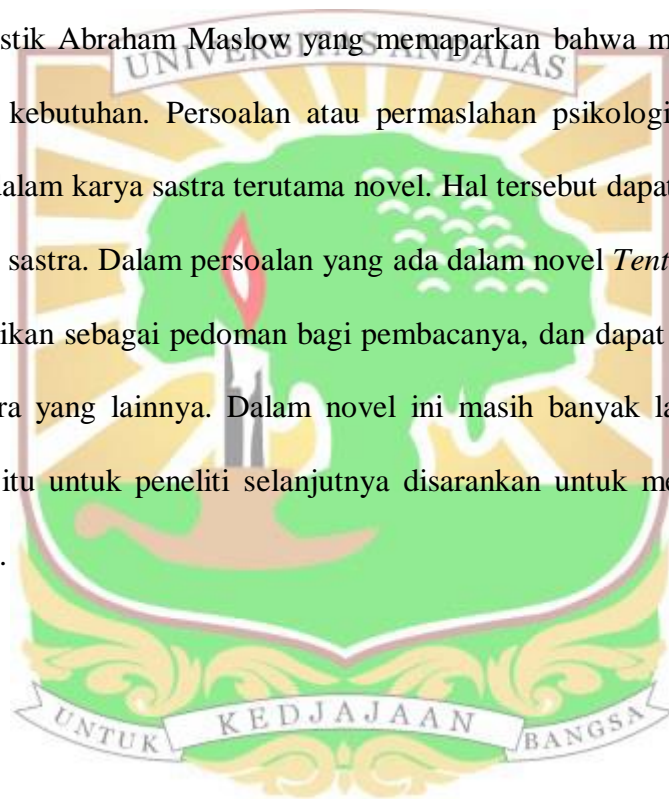 stik Abraham Maslow yang memaparkan bahwa m
UNIVERSITAS ANDALAS
kebutuhan. Persoalan atau permaslahan psikologi
dalam karya sastra terutama novel. Hal tersebut dapat
sastra. Dalam persoalan yang ada dalam novel Tent
ikan sebagai pedoman bagi pembacanya, dan dapat
ra yang lainnya. Dalam novel ini masih banyak la
itu untuk peneliti selanjutnya disarankan untuk me
.
UNTUK KEDJAJAAN BANGSA